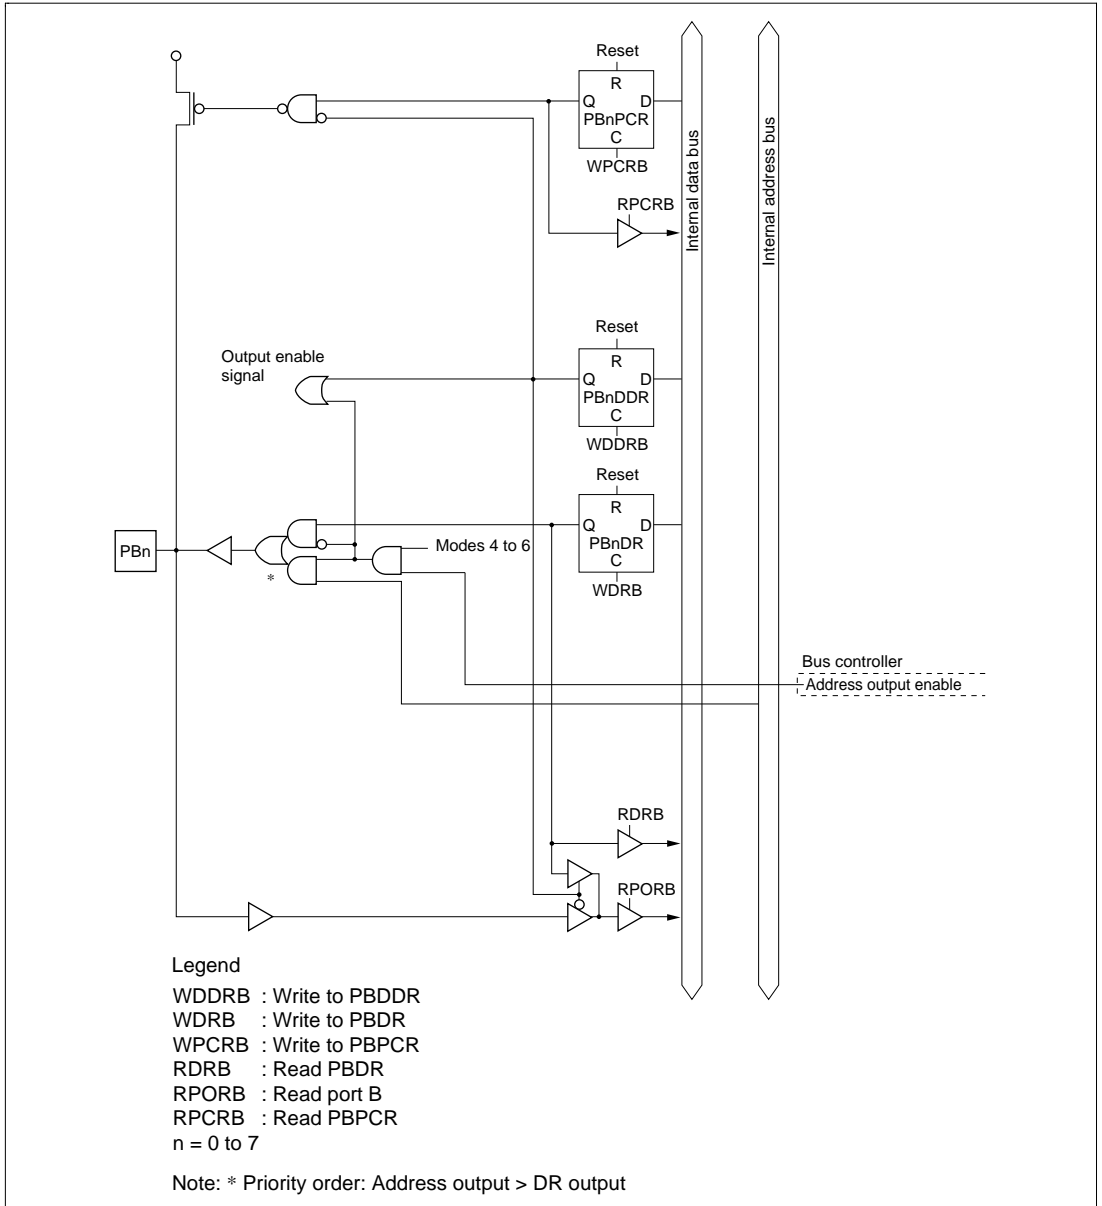 Reset
R
Q D
PBnPCR
C
WPCRB
RPCRB
Internal data bus
Internal address bus
Reset
R
Q D
PBnDDR
C
WDDRB
Output enable
signal
Reset
R
Q D
PBnDR
C
WDRB
PBn
Modes 4 to 6
*
Bus controller
Address output enable
RDRB
RPORB
Legend
WDDRB : Write to PBDDR
WDRB : Write to PBDR
WPCRB : Write to PBPCR
RDRB : Read PBDR
RPORB : Read port B
RPCRB : Read PBPCR
n = 0 to 7
Note: * Priority order: Address output > DR output